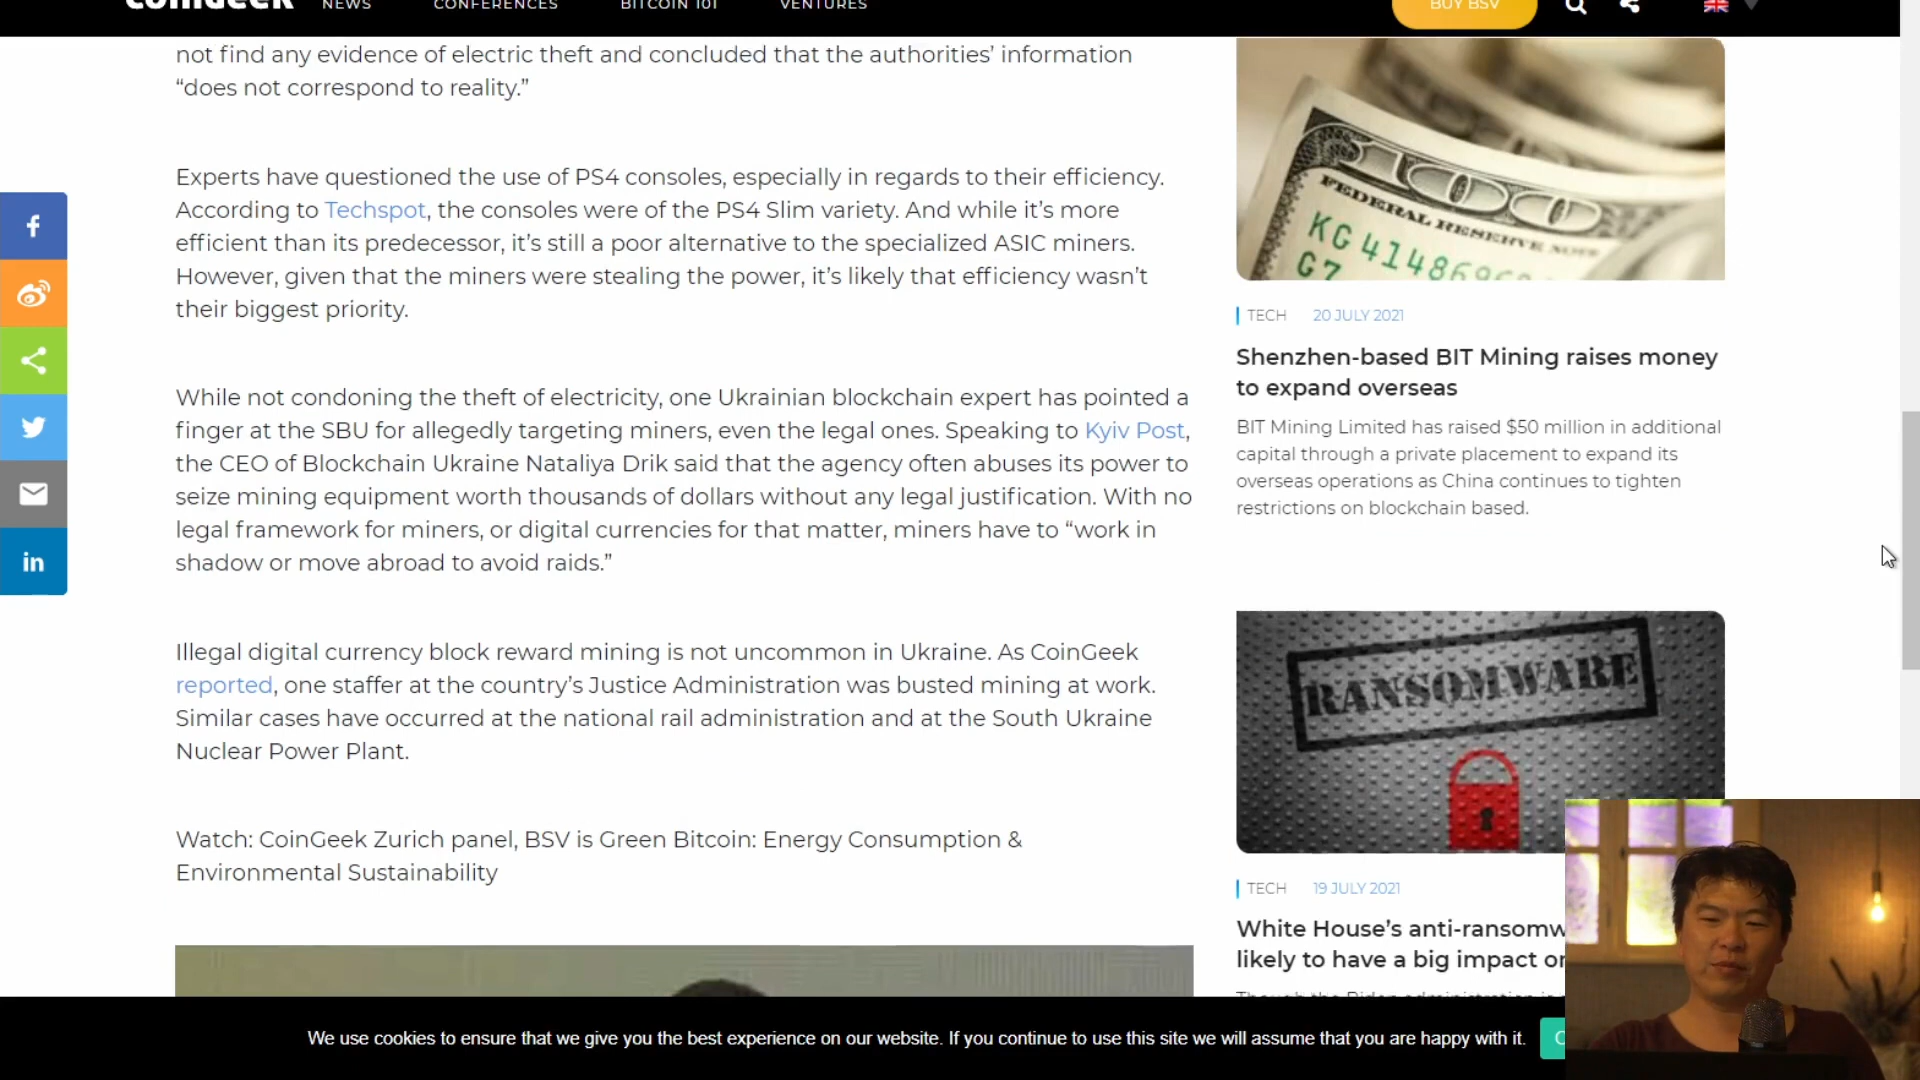 CoinGeek
NEWS
CONFERENCES
BITCOIN 101
VENTURES
BUY BSV
not find any evidence of electric theft and concluded that the authorities’ information
“does not correspond to reality.”
Experts have questioned the use of PS4 consoles, especially in regards to their efficiency.
According to Techspot, the consoles were of the PS4 Slim variety. And while it’s more
efficient than its predecessor, it’s still a poor alternative to the specialized ASIC miners.
However, given that the miners were stealing the power, it’s likely that efficiency wasn’t
their biggest priority.
While not condoning the theft of electricity, one Ukrainian blockchain expert has pointed a
finger at the SBU for allegedly targeting miners, even the legal ones. Speaking to Kyiv Post,
the CEO of Blockchain Ukraine Nataliya Drik said that the agency often abuses its power to
seize mining equipment worth thousands of dollars without any legal justification. With no
legal framework for miners, or digital currencies for that matter, miners have to “work in
shadow or move abroad to avoid raids.”
Illegal digital currency block reward mining is not uncommon in Ukraine. As CoinGeek
reported, one staffer at the country’s Justice Administration was busted mining at work.
Similar cases have occurred at the national rail administration and at the South Ukraine
Nuclear Power Plant.
Watch: CoinGeek Zurich panel, BSV is Green Bitcoin: Energy Consumption &
Environmental Sustainability
100
FEDERAL RESERVE NOTE
TECH 20 JULY 2021
Shenzhen-based BIT Mining raises money
to expand overseas
BIT Mining Limited has raised $50 million in additional
capital through a private placement to expand its
overseas operations as China continues to tighten
restrictions on blockchain based.
RANSOMWARE
TECH 19 JULY 2021
White House’s anti-ransomw
likely to have a big impact or
We use cookies to ensure that we give you the best experience on our website. If you continue to use this site we will assume that you are happy with it.